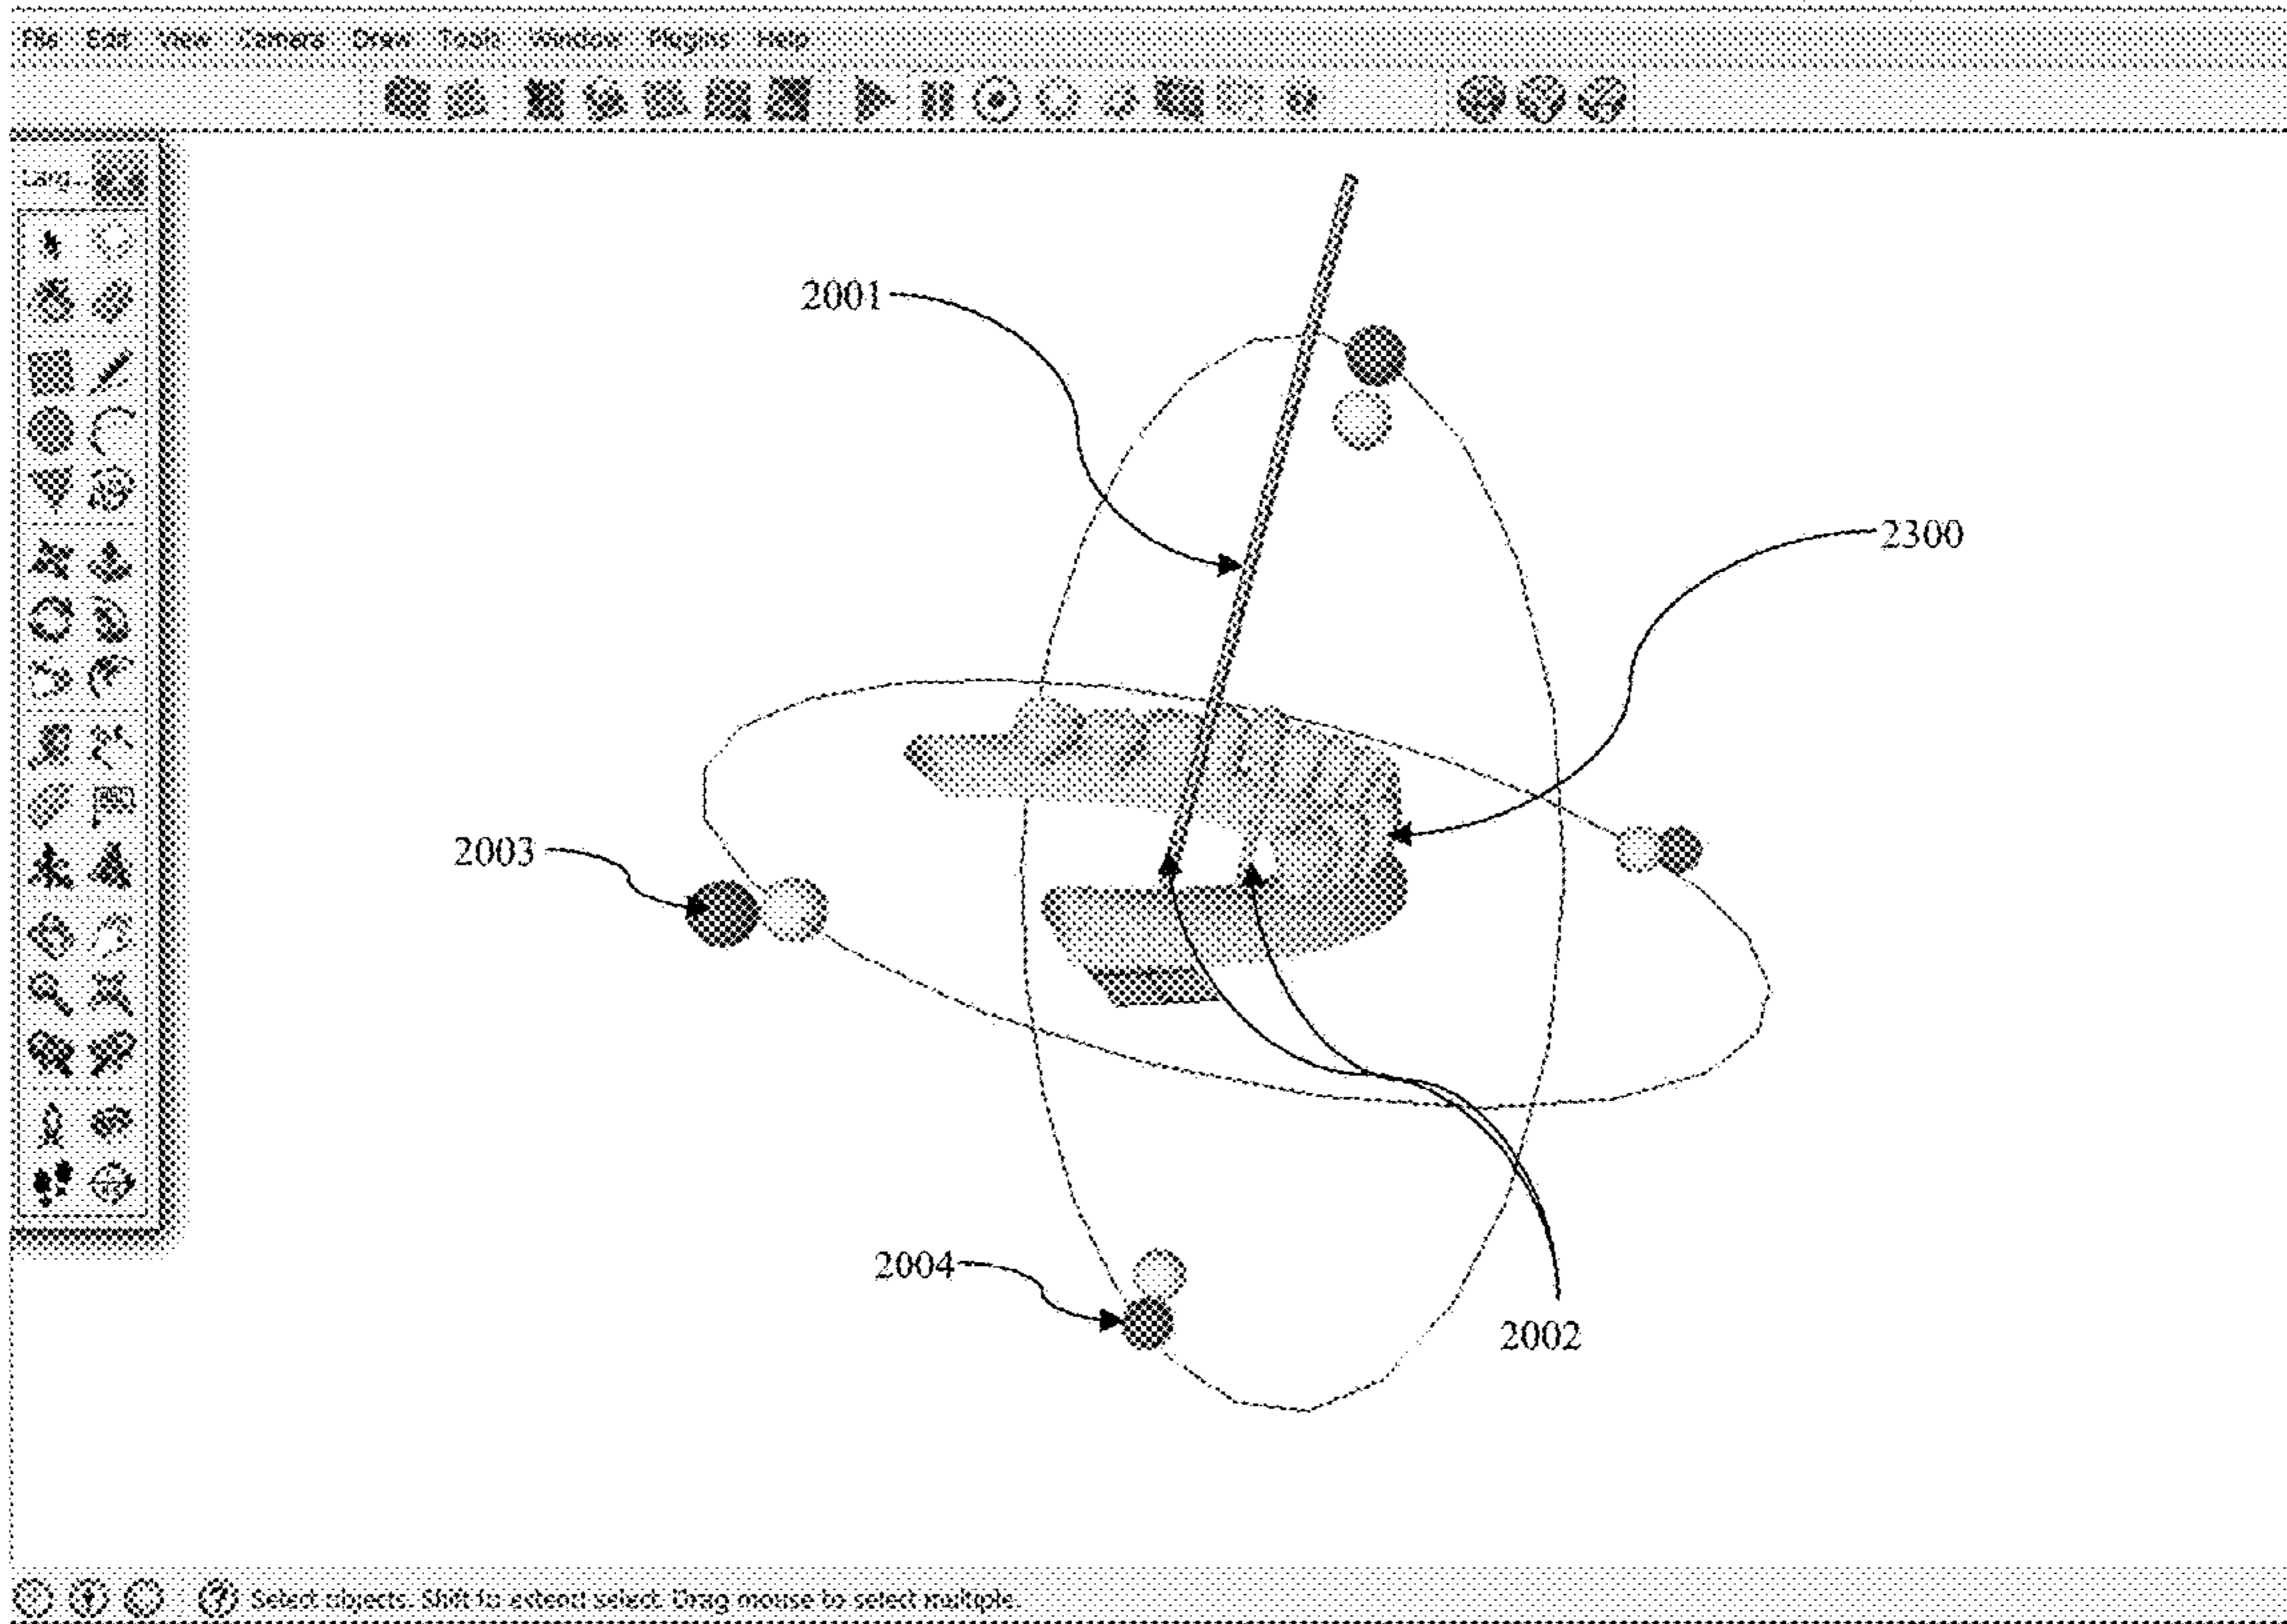 File Edit View Camera Draw Tools Window Plugins Help
Larg...
2001
2300
2003
2004
2002
Select objects. Shift to extend select. Drag mouse to select multiple.